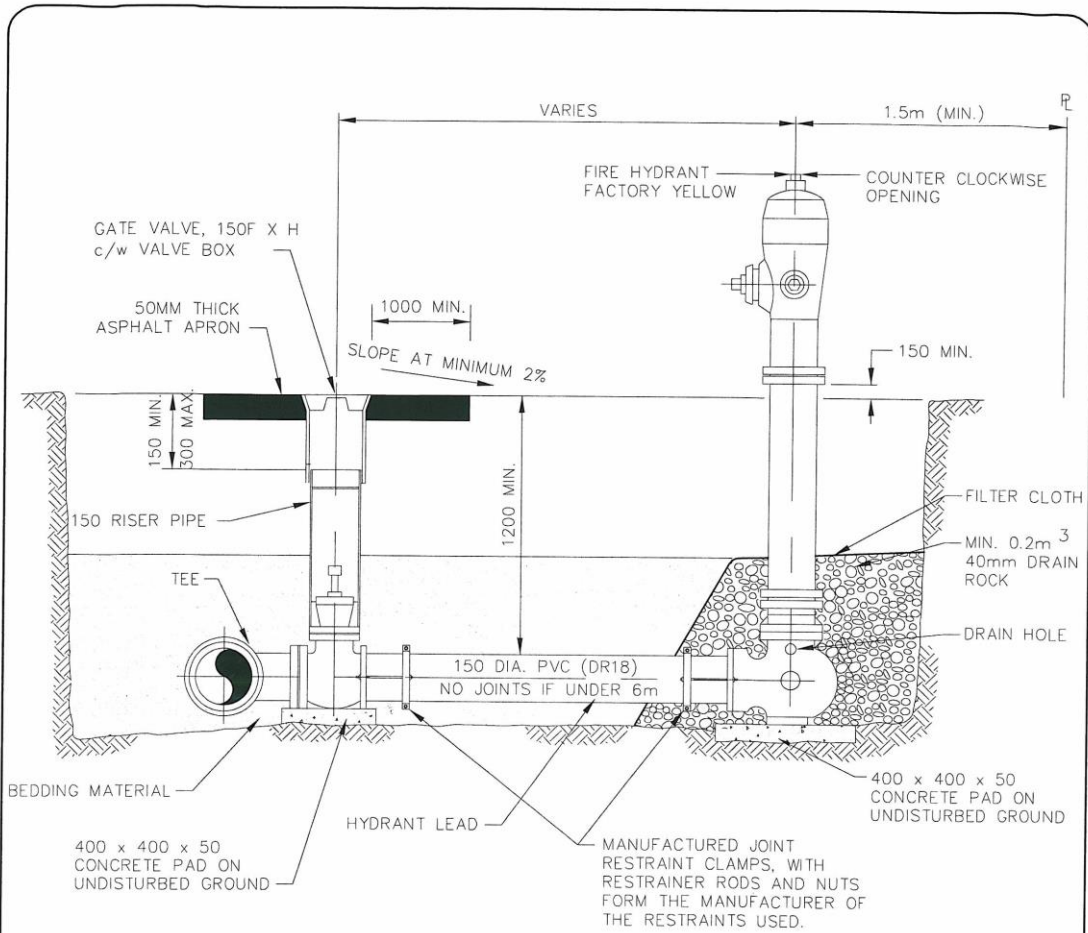 VARIES
1.5m (MIN.)
PL
FIRE HYDRANT
FACTORY YELLOW
COUNTER CLOCKWISE
OPENING
GATE VALVE, 150F X H
c/w VALVE BOX
50MM THICK
ASPHALT APRON
1000 MIN.
SLOPE AT MINIMUM 2%
150 MIN.
150 MIN.
300 MAX.
1200 MIN.
150 RISER PIPE
FILTER CLOTH
MIN. 0.2m 3
40mm DRAIN
ROCK
TEE
DRAIN HOLE
150 DIA. PVC (DR18)
NO JOINTS IF UNDER 6m
BEDDING MATERIAL
HYDRANT LEAD
400 x 400 x 50
CONCRETE PAD ON
UNDISTURBED GROUND
400 x 400 x 50
CONCRETE PAD ON
UNDISTURBED GROUND
MANUFACTURED JOINT
RESTRAINT CLAMPS, WITH
RESTRAINER RODS AND NUTS
FORM THE MANUFACTURER OF
THE RESTRAINTS USED.